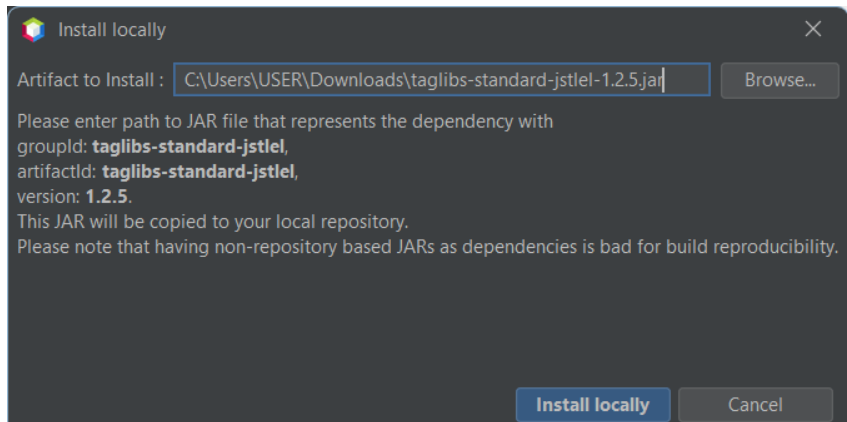 Install locally
Artifact to Install : C:\Users\USER\Downloads\taglibs-standard-jstlel-1.2.5.jar Browse...
Please enter path to JAR file that represents the dependency with
groupId: taglibs-standard-jstlel,
artifactId: taglibs-standard-jstlel,
version: 1.2.5.
This JAR will be copied to your local repository.
Please note that having non-repository based JARs as dependencies is bad for build reproducibility.
Install locally Cancel